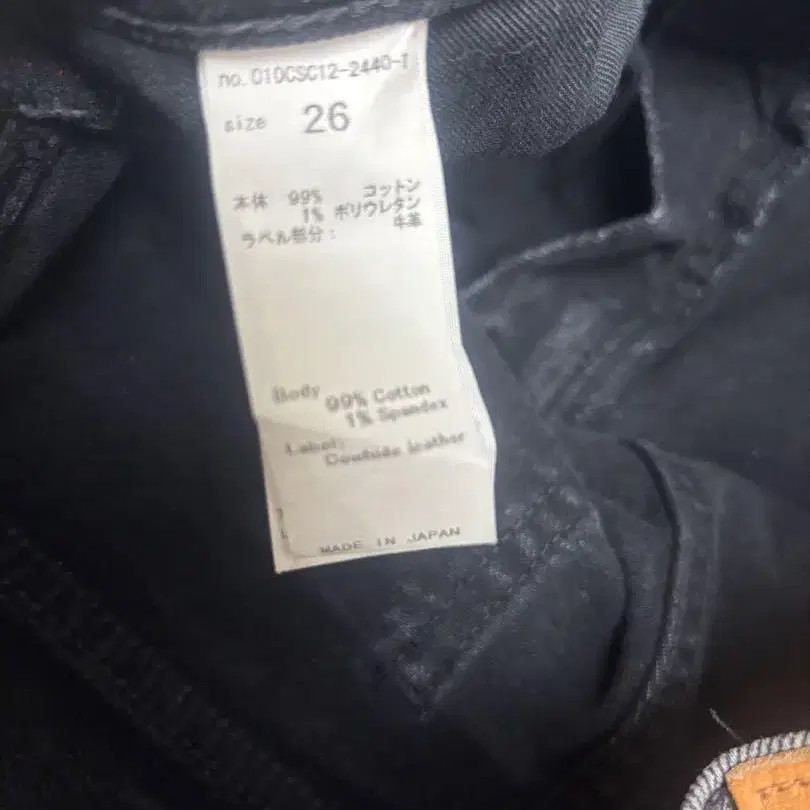 no.010CSC12-2440-1
size 26
本体 99% コットン
1% ポリウレタン
ラベル部分: 牛革
Body 99% Cotton
1% Spandex
Label:
Cowhide leather
MADE IN JAPAN